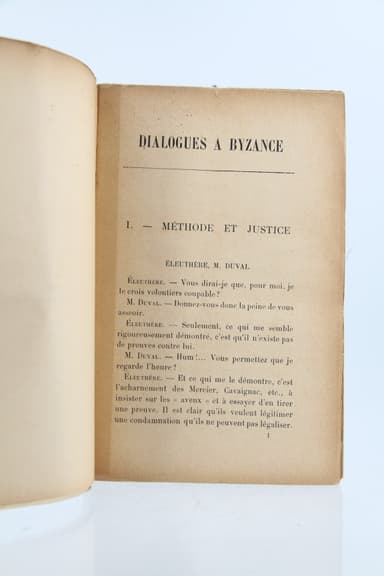 DIALOGUES A BYZANCE
I. — MÉTHODE ET JUSTICE
ÉLEUTHÈRE, M. DUVAL
ÉLEUTHÈRE. — Vous dirai-je que, pour moi, je
le crois volontiers coupable?
M. DUVAL. — Donnez-vous donc la peine de vous
asseoir.
ÉLEUTHÈRE. — Seulement, ce qui me semble
rigoureusement démontré, c'est qu'il n'existe pas
de preuves contre lui.
M. DUVAL. — Hum!... Vous permettez que je
regarde l'heure?
ÉLEUTHÈRE. — Et ce qui me le démontre, c'est
l'acharnement des Mercier, Cavaignac, etc., à
insister sur les « aveux » et à essayer d'en tirer
une preuve. Il est clair qu'ils veulent légitimer
une condamnation qu'ils ne peuvent pas légaliser.
1